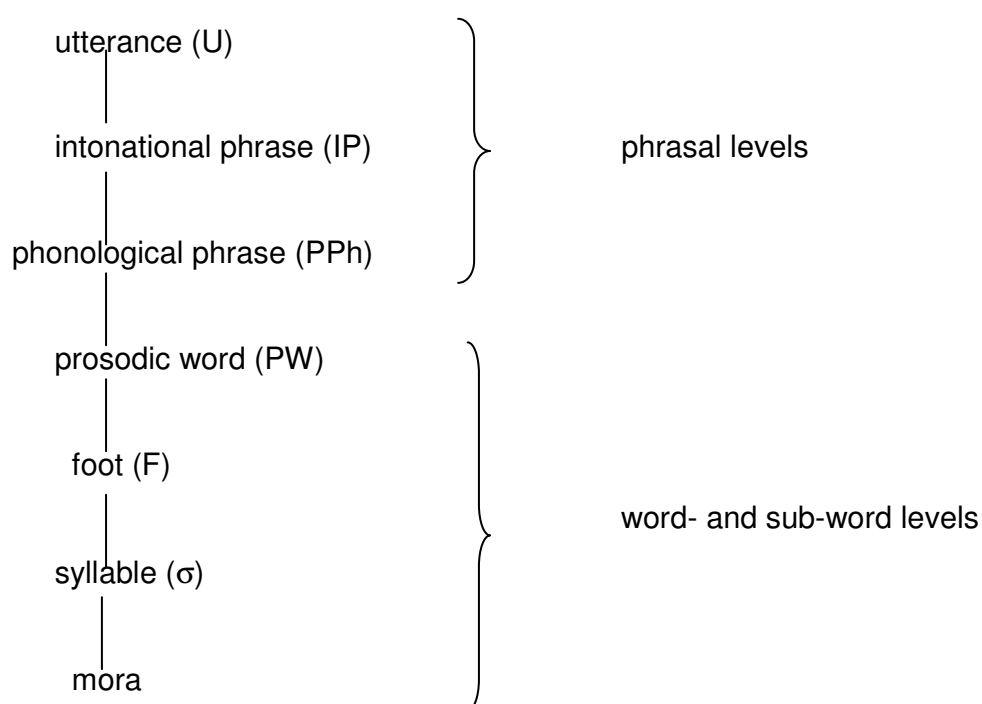 utterance (U)
intonational phrase (IP) phrasal levels
phonological phrase (PPh)
prosodic word (PW)
foot (F)
word- and sub-word levels
syllable (σ)
mora